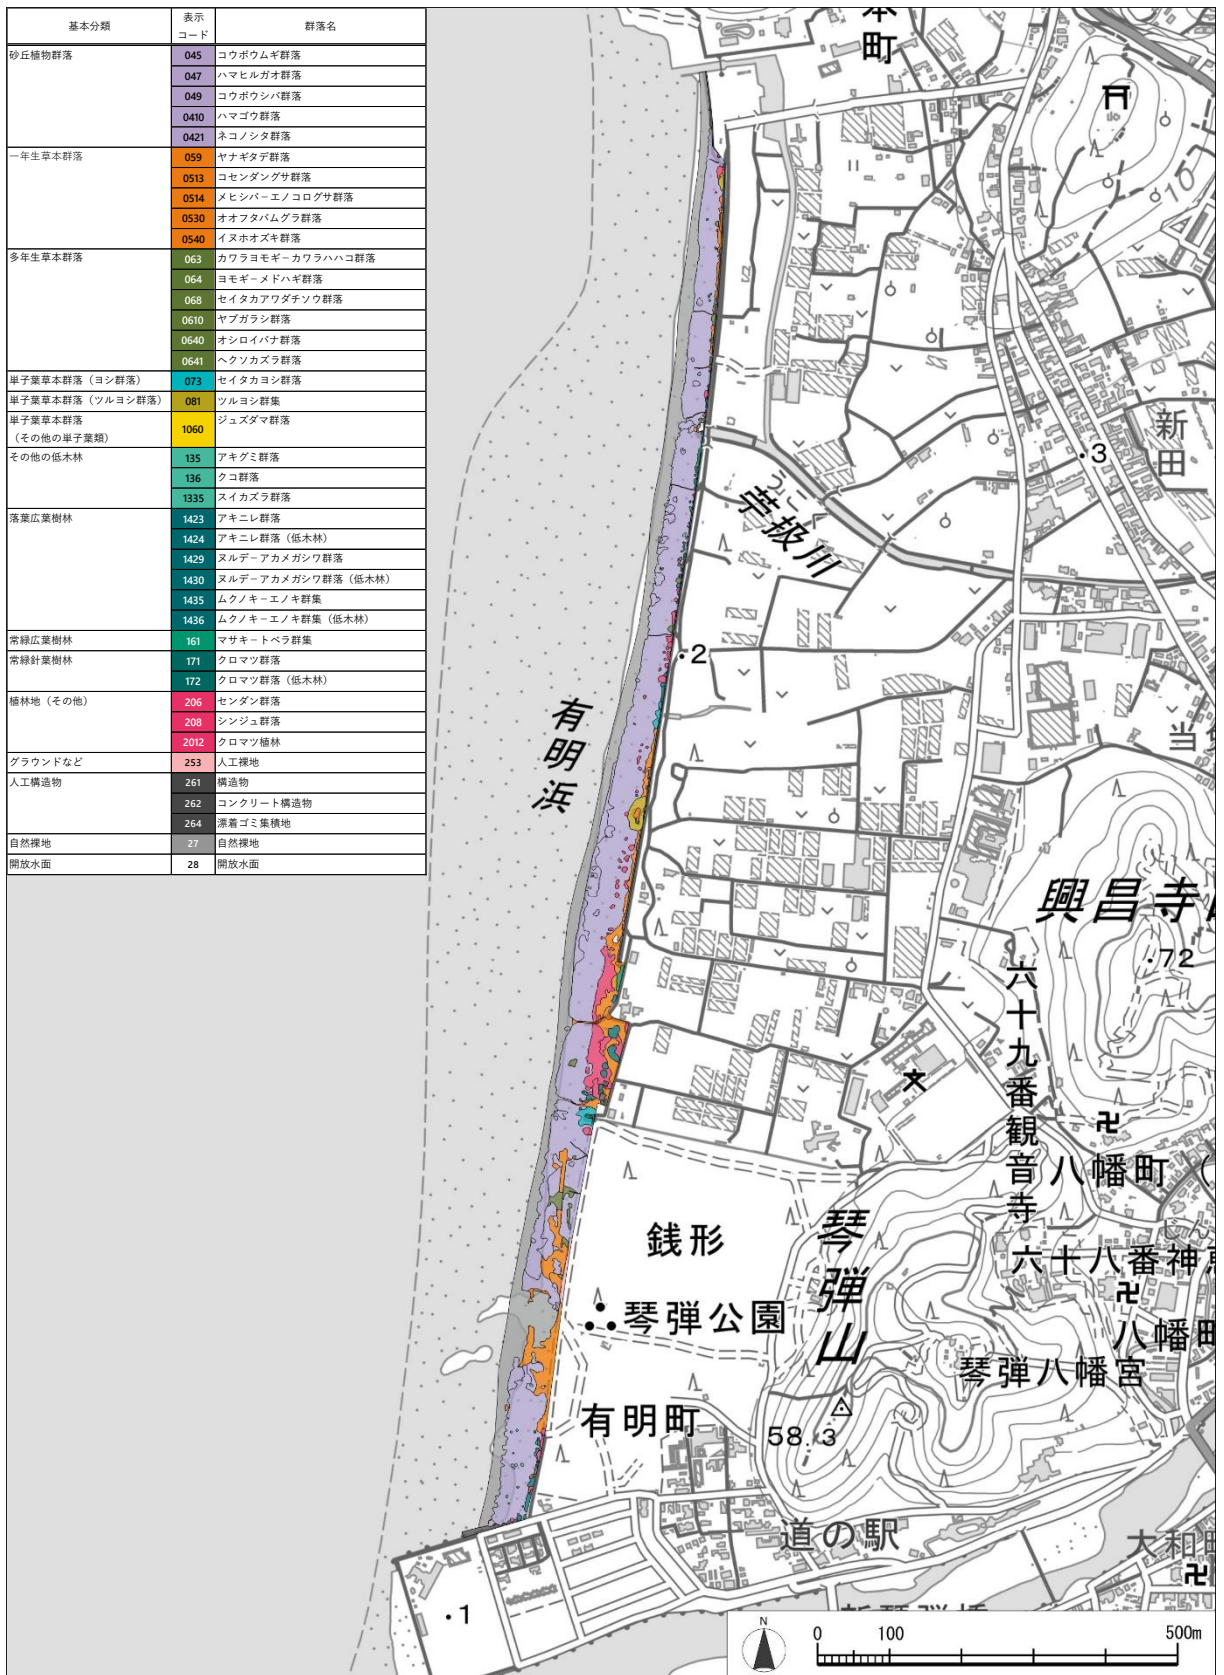 基本分類 表示コード 群落名
砂丘植物群落 045 コウボウムギ群落
047 ハマヒルガオ群落
049 コウボウシバ群落
0410 ハマゴウ群落
0421 ネコノシタ群落
一年生草本群落 059 ヤナギタデ群落
0513 コセンダングサ群落
0514 メヒシバ－エノコログサ群落
0530 オオフタバムグラ群落
0540 イヌホオズキ群落
多年生草本群落 063 カワラヨモギ－カワラハハコ群落
064 ヨモギ－メドハギ群落
068 セイタカアワダチソウ群落
0610 ヤブガラシ群落
0640 オシロイバナ群落
0641 ヘクソカズラ群落
単子葉草本群落（ヨシ群落） 073 セイタカヨシ群落
単子葉草本群落（ツルヨシ群落） 081 ツルヨシ群集
単子葉草本群落
（その他の単子葉類） 1060 ジュズダマ群落
その他の低木林 135 アキグミ群落
136 クコ群落
1335 スイカズラ群落
落葉広葉樹林 1423 アキニレ群落
1424 アキニレ群落（低木林）
1429 ヌルデ－アカメガシワ群落
1430 ヌルデ－アカメガシワ群落（低木林）
1435 ムクノキ－エノキ群集
1436 ムクノキ－エノキ群集（低木林）
常緑広葉樹林 161 マサキ－トベラ群集
常緑針葉樹林 171 クロマツ群落
172 クロマツ群落（低木林）
植林地（その他） 206 センダン群落
208 シンジュ群落
2012 クロマツ植林
グラウンドなど 253 人工裸地
人工構造物 261 構造物
262 コンクリート構造物
264 漂着ゴミ集積地
自然裸地 27 自然裸地
開放水面 28 開放水面
本町
10
新田
3
苧扱川
2
有明浜
当
興昌寺
72
六十九番観音寺
八幡町（
銭形
琴弾山
六十八番神
琴弾公園
八幡町
琴弾八幡宮
有明町
58.3
道の駅
大和町
1
N
0 100 500m